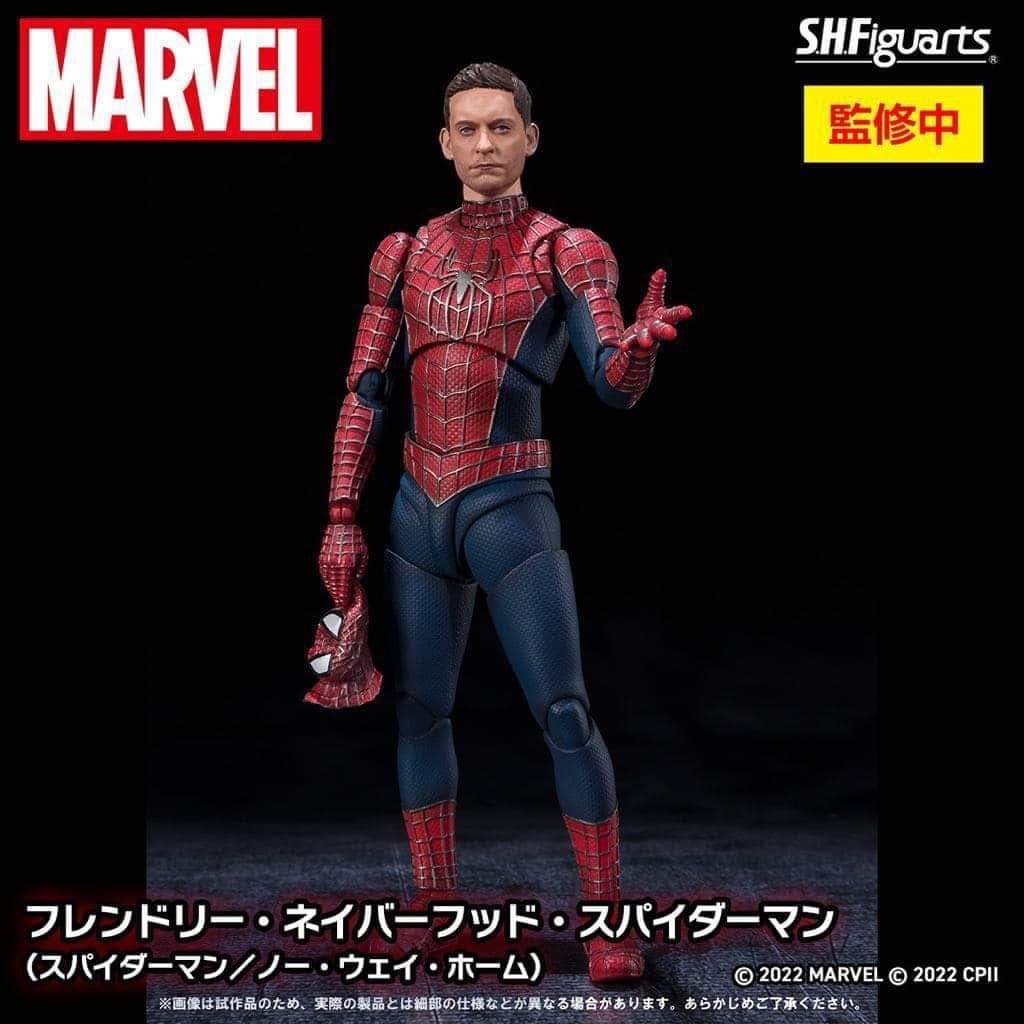 MARVEL
S.H.Figuarts®
監修中
フレンドリー・ネイバーフッド・スパイダーマン
(スパイダーマン／ノー・ウェイ・ホーム)
© 2022 MARVEL © 2022 CPII
※画像は試作品のため、実際の製品とは細部の仕様などが異なる場合があります。あらかじめご了承ください。